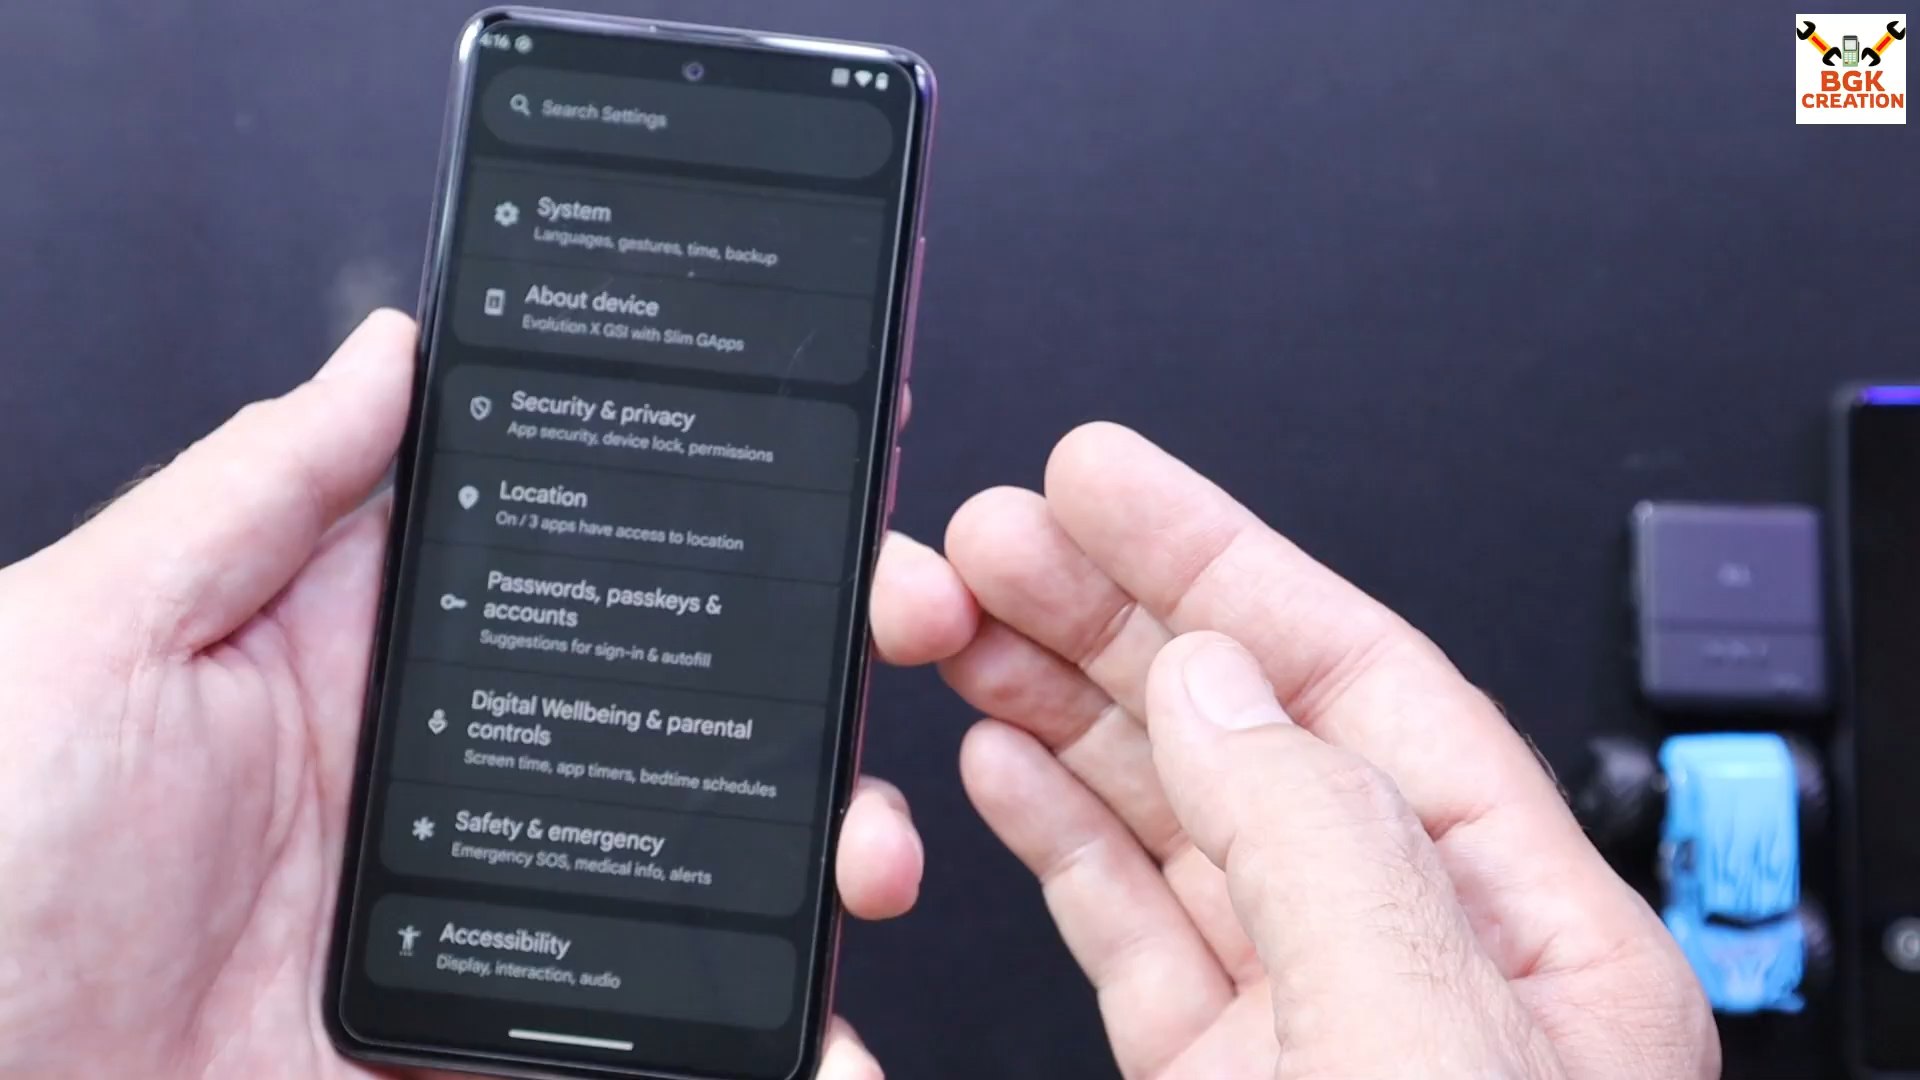 4:16
Search Settings
System
Languages, gestures, time, backup
About device
Evolution X GSI with Slim GApps
Security & privacy
App security, device lock, permissions
Location
On / 3 apps have access to location
Passwords, passkeys &
accounts
Suggestions for sign-in & autofill
Digital Wellbeing & parental
controls
Screen time, app timers, bedtime schedules
Safety & emergency
Emergency SOS, medical info, alerts
Accessibility
Display, interaction, audio
BGK
CREATION